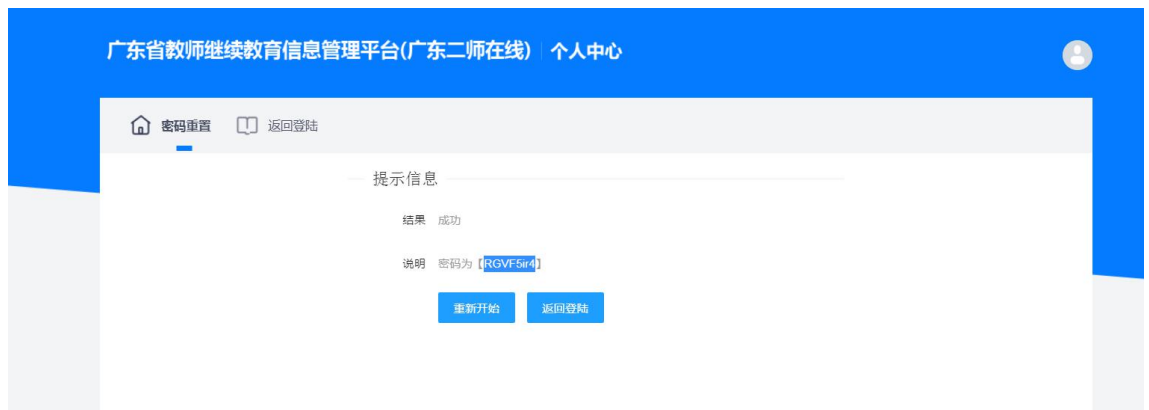 广东省教师继续教育信息管理平台(广东二师在线) 个人中心
密码重置 返回登陆
提示信息
结果 成功
说明 密码为【RGVF5ir4】
重新开始 返回登陆